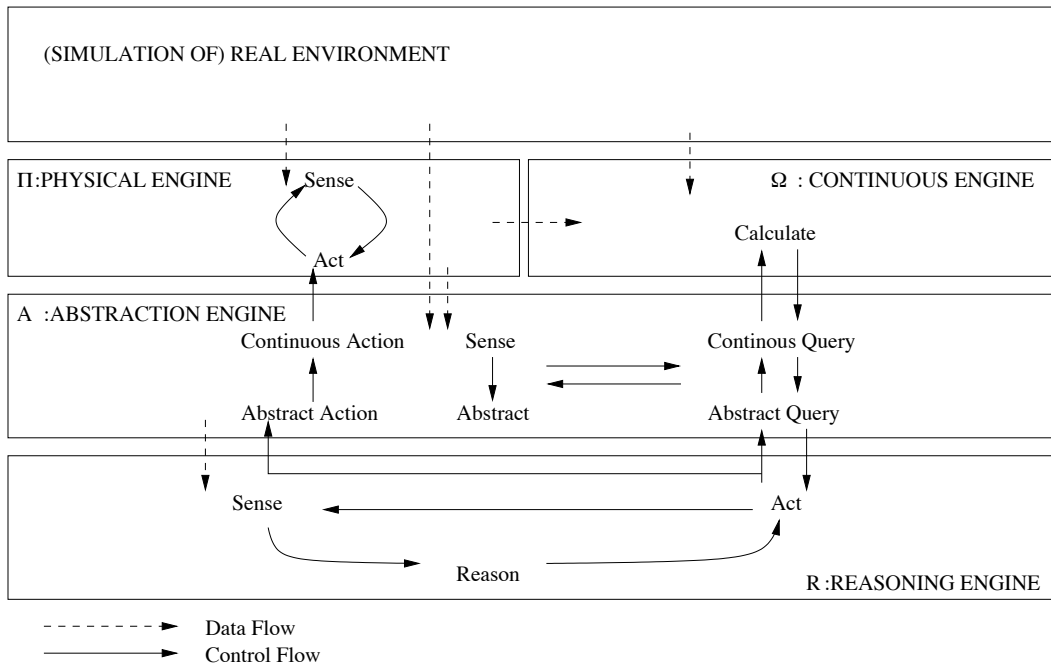 (SIMULATION OF) REAL ENVIRONMENT
Π:PHYSICAL ENGINE
Sense
Act
Ω : CONTINUOUS ENGINE
Calculate
A :ABSTRACTION ENGINE
Continuous Action
Sense
Continous Query
Abstract Action
Abstract
Abstract Query
Sense
Act
Reason
R :REASONING ENGINE
Data Flow
Control Flow